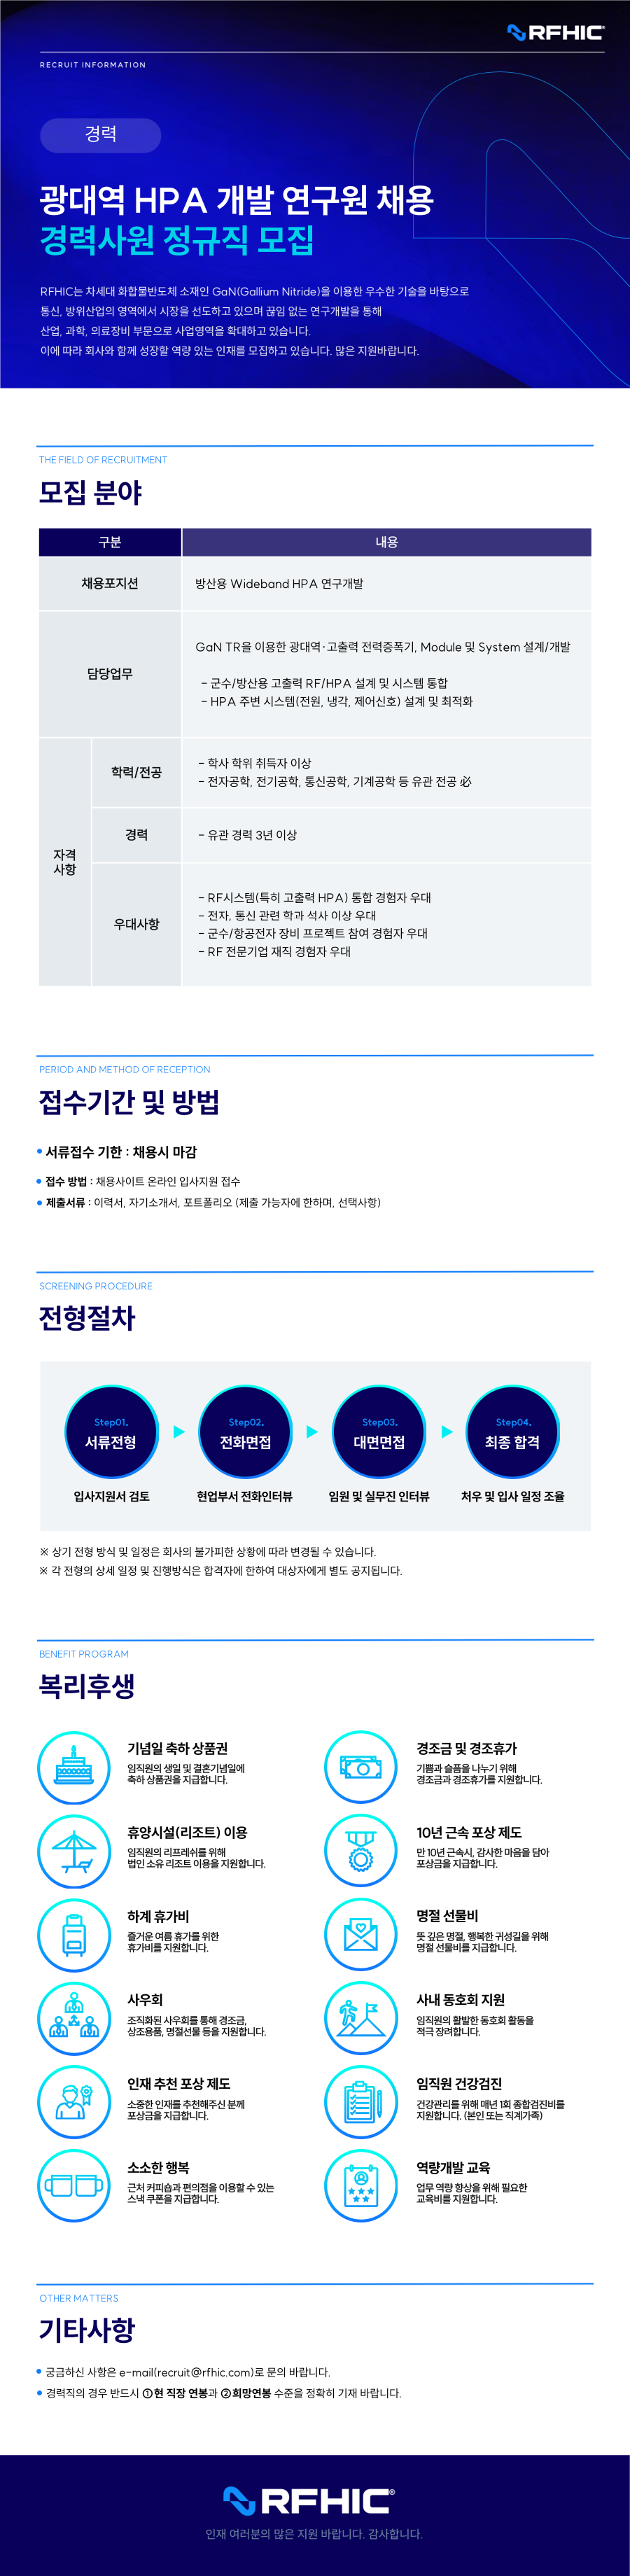 RFHIC®
RECRUIT INFORMATION
경력
광대역 HPA 개발 연구원 채용
경력사원 정규직 모집
RFHIC는 차세대 화합물반도체 소재인 GaN(Gallium Nitride)을 이용한 우수한 기술을 바탕으로
통신, 방위산업의 영역에서 시장을 선도하고 있으며 끊임 없는 연구개발을 통해
산업, 과학, 의료장비 부문으로 사업영역을 확대하고 있습니다.
이에 따라 회사와 함께 성장할 역량 있는 인재를 모집하고 있습니다. 많은 지원바랍니다.
THE FIELD OF RECRUITMENT
모집 분야
구분 내용
채용포지션 방산용 Wideband HPA 연구개발
담당업무
GaN TR을 이용한 광대역·고출력 전력증폭기, Module 및 System 설계/개발
- 군수/방산용 고출력 RF/HPA 설계 및 시스템 통합
- HPA 주변 시스템(전원, 냉각, 제어신호) 설계 및 최적화
자격
사항
학력/전공
- 학사 학위 취득자 이상
- 전자공학, 전기공학, 통신공학, 기계공학 등 유관 전공 必
경력
- 유관 경력 3년 이상
우대사항
- RF시스템(특히 고출력 HPA) 통합 경험자 우대
- 전자, 통신 관련 학과 석사 이상 우대
- 군수/항공전자 장비 프로젝트 참여 경험자 우대
- RF 전문기업 재직 경험자 우대
PERIOD AND METHOD OF RECEPTION
접수기간 및 방법
• 서류접수 기한 : 채용시 마감
• 접수 방법 : 채용사이트 온라인 입사지원 접수
• 제출서류 : 이력서, 자기소개서, 포트폴리오 (제출 가능자에 한하며, 선택사항)
SCREENING PROCEDURE
전형절차
Step01. Step02. Step03. Step04.
서류전형 전화면접 대면면접 최종 합격
입사지원서 검토 현업부서 전화인터뷰 임원 및 실무진 인터뷰 처우 및 입사 일정 조율
※ 상기 전형 방식 및 일정은 회사의 불가피한 상황에 따라 변경될 수 있습니다.
※ 각 전형의 상세 일정 및 진행방식은 합격자에 한하여 대상자에게 별도 공지됩니다.
BENEFIT PROGRAM
복리후생
기념일 축하 상품권
임직원의 생일 및 결혼기념일에
축하 상품권을 지급합니다.
경조금 및 경조휴가
기쁨과 슬픔을 나누기 위해
경조금과 경조휴가를 지원합니다.
휴양시설(리조트) 이용
임직원의 리프레쉬를 위해
법인 소유 리조트 이용을 지원합니다.
10년 근속 포상 제도
만 10년 근속시, 감사한 마음을 담아
포상금을 지급합니다.
하계 휴가비
즐거운 여름 휴가를 위한
휴가비를 지원합니다.
명절 선물비
뜻 깊은 명절, 행복한 귀성길을 위해
명절 선물비를 지급합니다.
사우회
조직화된 사우회를 통해 경조금,
상조용품, 명절선물 등을 지원합니다.
사내 동호회 지원
임직원의 활발한 동호회 활동을
적극 장려합니다.
인재 추천 포상 제도
소중한 인재를 추천해주신 분께
포상금을 지급합니다.
임직원 건강검진
건강관리를 위해 매년 1회 종합검진비를
지원합니다. (본인 또는 직계가족)
소소한 행복
근처 커피숍과 편의점을 이용할 수 있는
스낵 쿠폰을 지급합니다.
역량개발 교육
업무 역량 향상을 위해 필요한
교육비를 지원합니다.
OTHER MATTERS
기타사항
• 궁금하신 사항은 e-mail(recruit@rfhic.com)로 문의 바랍니다.
• 경력직의 경우 반드시 ①현 직장 연봉과 ②희망연봉 수준을 정확히 기재 바랍니다.
RFHIC®
인재 여러분의 많은 지원 바랍니다. 감사합니다.